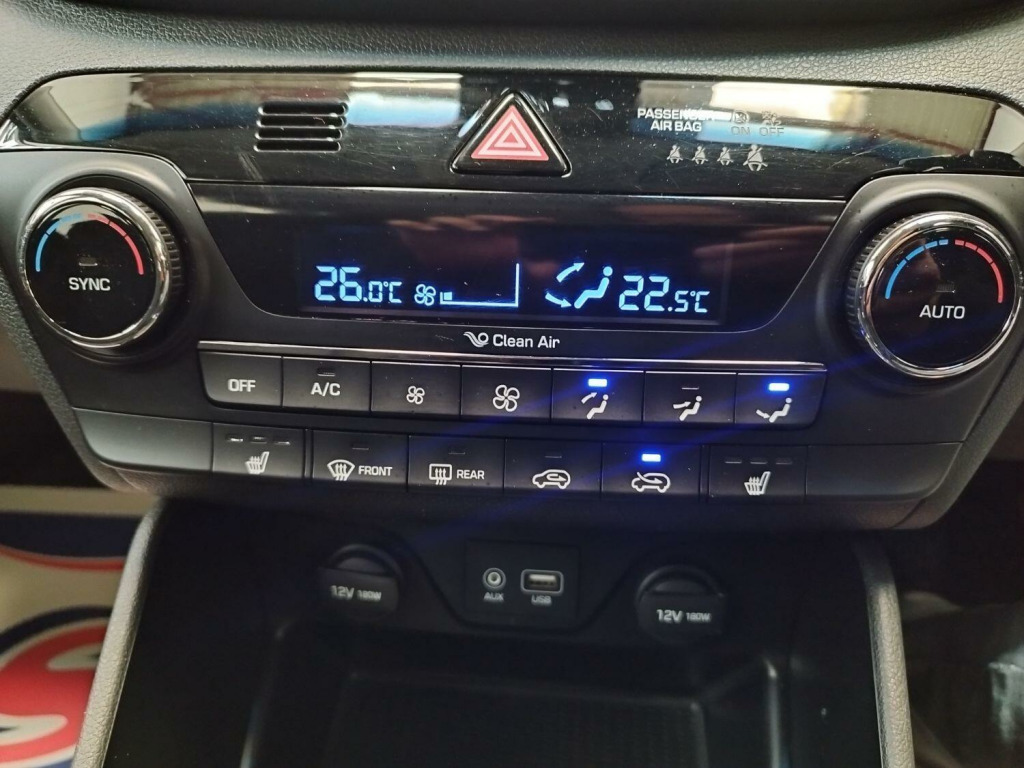 PASSENGER
AIR BAG ON OFF
SYNC
26.0°C 22.5°C
AUTO
Clean Air
OFF A/C
FRONT REAR
12V 180W
AUX USB
12V 180W